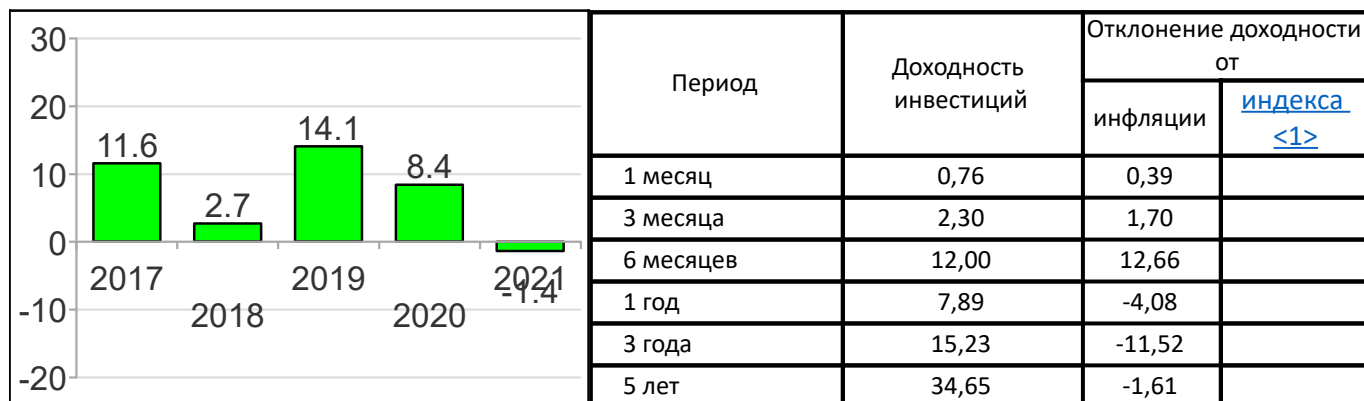 30
20
10
0
-10
-20
11.6
2.7
14.1
8.4
-1.4
2017
2018
2019
2020
2021
Период
Доходность
инвестиций
Отклонение доходности
от
инфляции
индекса
<1>
1 месяц 0,76 0,39
3 месяца 2,30 1,70
6 месяцев 12,00 12,66
1 год 7,89 -4,08
3 года 15,23 -11,52
5 лет 34,65 -1,61